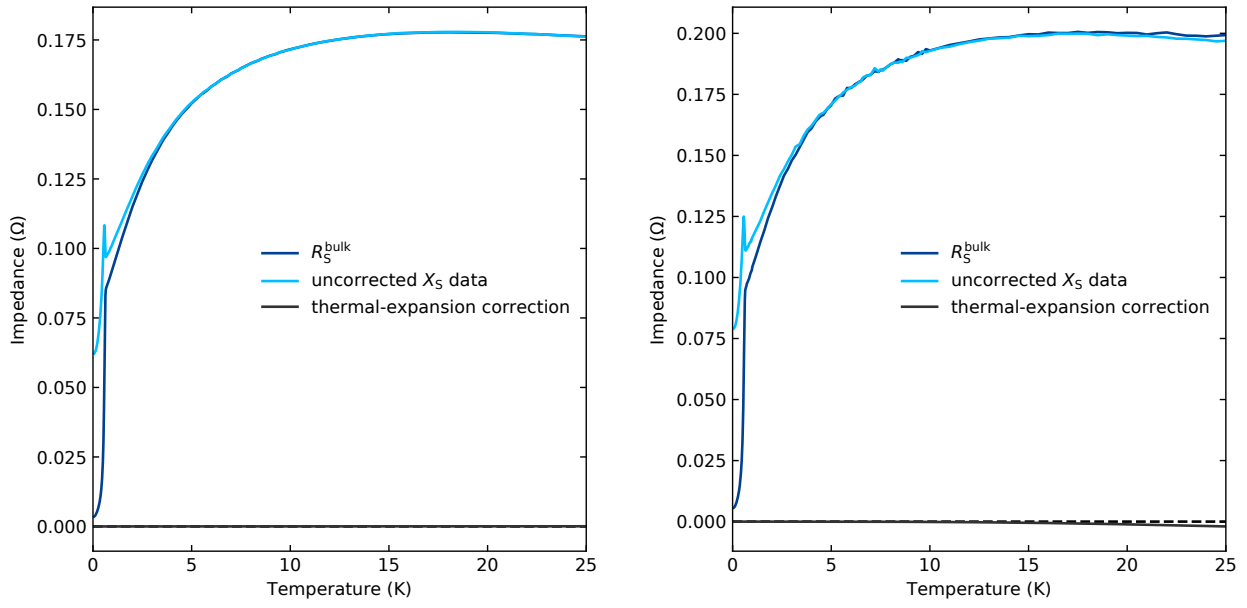 0.175
0.150
0.125
0.100
0.075
0.050
0.025
0.000
Impedance (Ω)
R_S^bulk
uncorrected X_S data
thermal-expansion correction
0 5 10 15 20 25
Temperature (K)
0.200
0.175
0.150
0.125
0.100
0.075
0.050
0.025
0.000
Impedance (Ω)
R_S^bulk
uncorrected X_S data
thermal-expansion correction
0 5 10 15 20 25
Temperature (K)